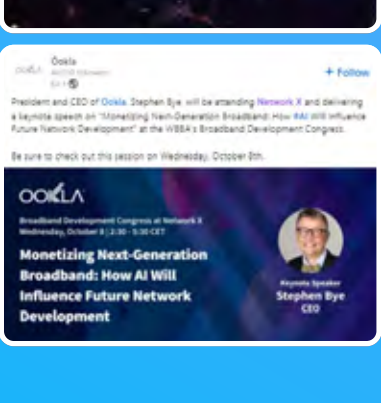 Ookla
+ Follow
President and CEO of Ookla, Stephen Bye, will be attending Network X and delivering
a keynote speech on "Monetizing Next-Generation Broadband: How #AI Will Influence
Future Network Development" at the WBBA's Broadband Development Congress.
Be sure to check out this session on Wednesday, October 8th.
OOKLA
Broadband Development Congress at Network X
Wednesday, October 8 | 2:30 - 5:30 CET
Monetizing Next-Generation
Broadband: How AI Will
Influence Future Network
Development
Keynote Speaker
Stephen Bye
CEO